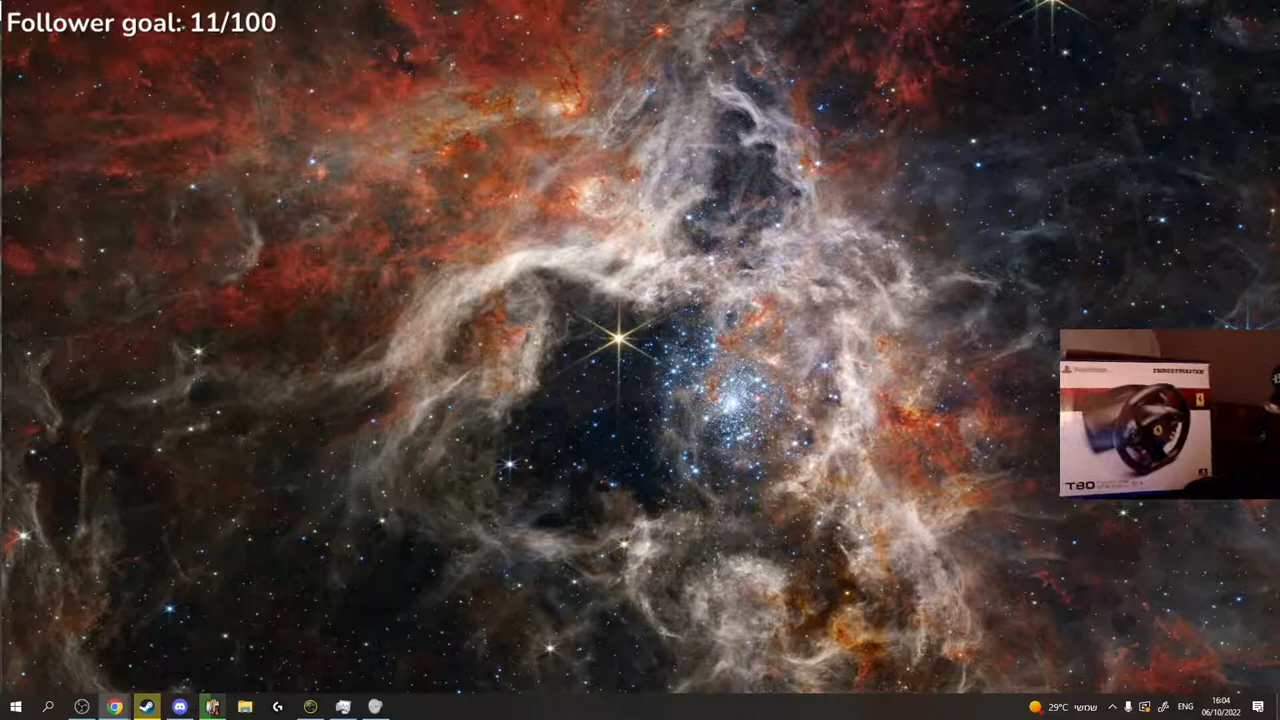 Follower goal: 11/100
THRUSTMASTER
T80
29°C שמשי
ENG
16:04
06/10/2022